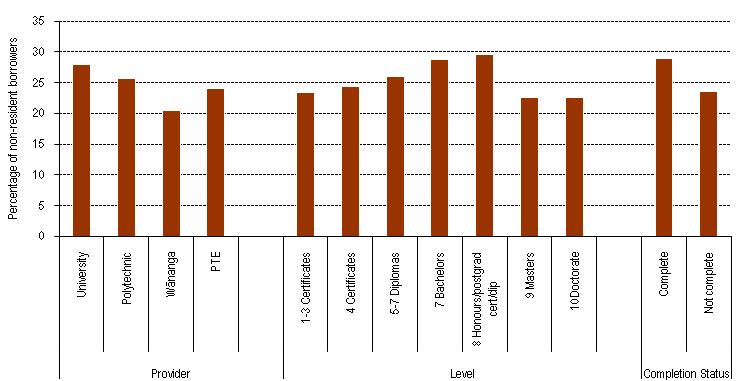 35
30
25
20
15
10
5
0
Percentage of non-resident borrowers
University
Polytechnic
Wānanga
PTE
1-3 Certificates
4 Certificates
5-7 Diplomas
7 Bachelors
8 Honours/postgrad
cert/dip
9 Masters
10 Doctorate
Complete
Not complete
Provider
Level
Completion Status